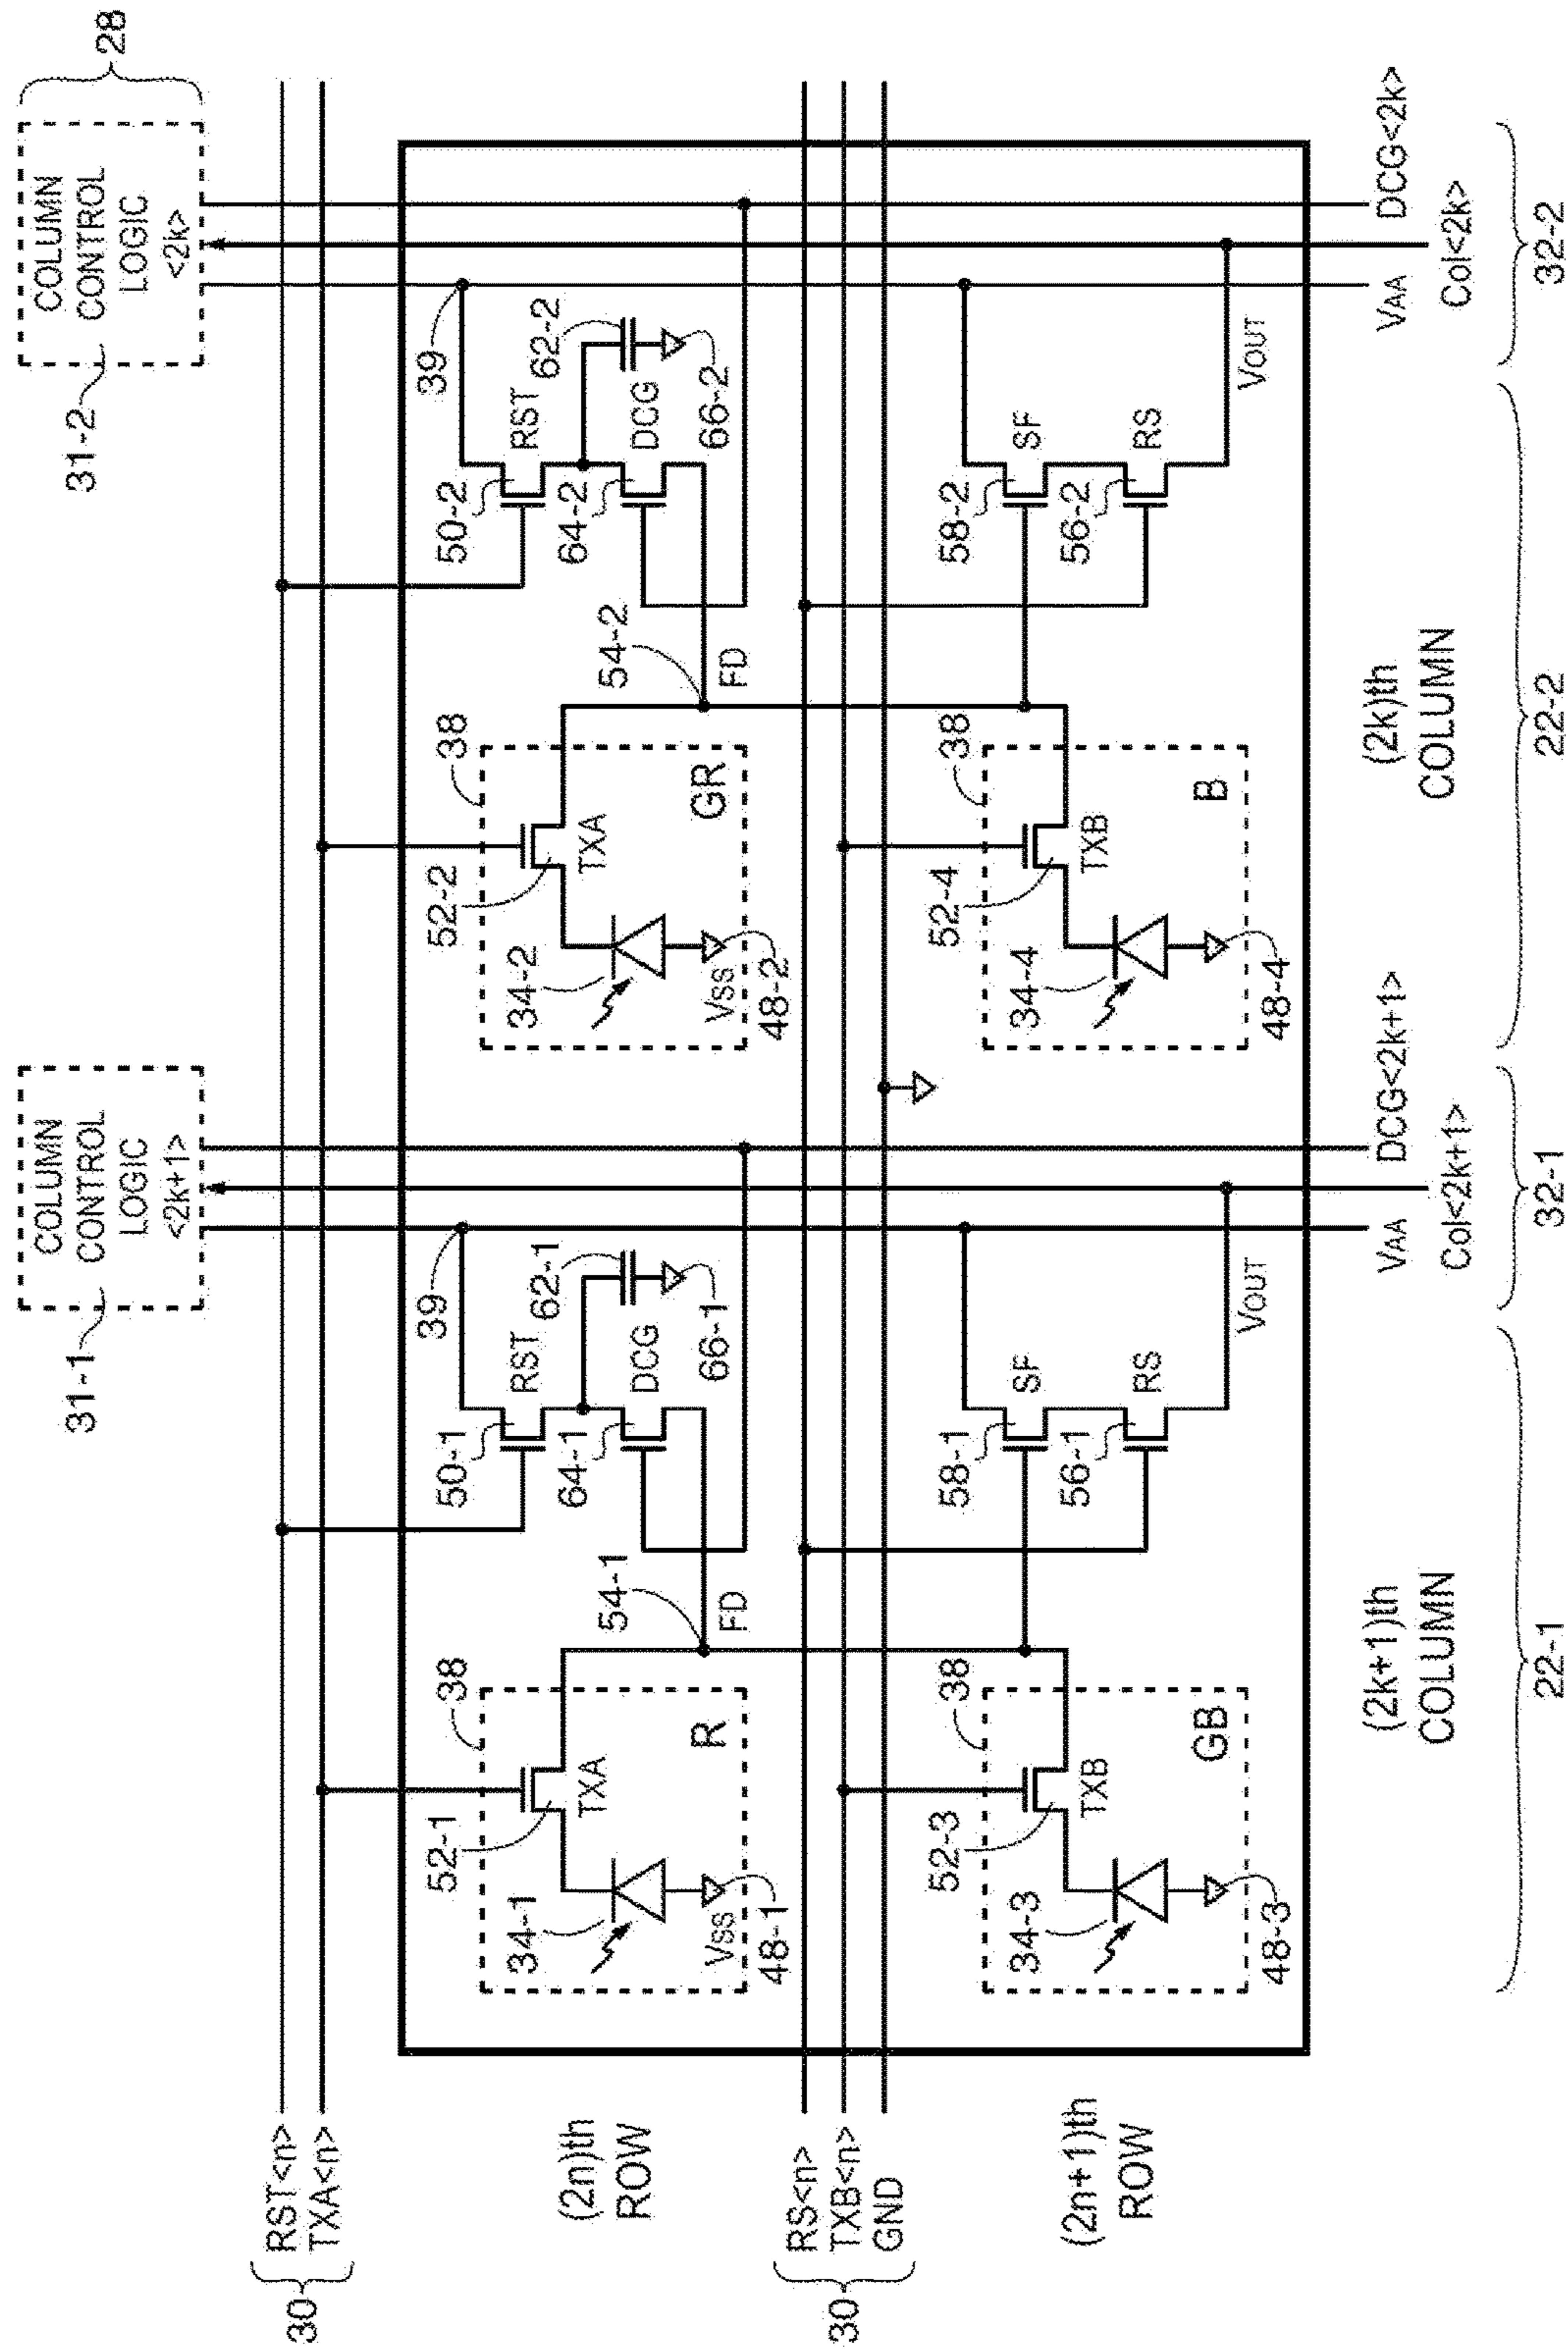 COLUMN
CONTROL
LOGIC
<2k+1>
31-1
COLUMN
CONTROL
LOGIC
<2k>
31-2
28
30
RST<n>
TXA<n>
(2n)th
ROW
38
52-1
TXA
34-1
VSS
48-1
R
54-1
FD
39
50-1
RST
62-1
64-1
DCG
66-1
38
52-2
TXA
34-2
VSS
48-2
GR
54-2
FD
39
50-2
RST
62-2
64-2
DCG
66-2
30
RS<n>
TXB<n>
GND
(2n+1)th
ROW
38
52-3
TXB
34-3
48-3
GB
58-1
SF
56-1
RS
VOUT
38
52-4
TXB
34-4
48-4
B
58-2
SF
56-2
RS
VOUT
(2k+1)th
COLUMN
22-1
VAA
DCG<2k+1>
Col<2k+1>
32-1
(2k)th
COLUMN
22-2
VAA
DCG<2k>
Col<2k>
32-2